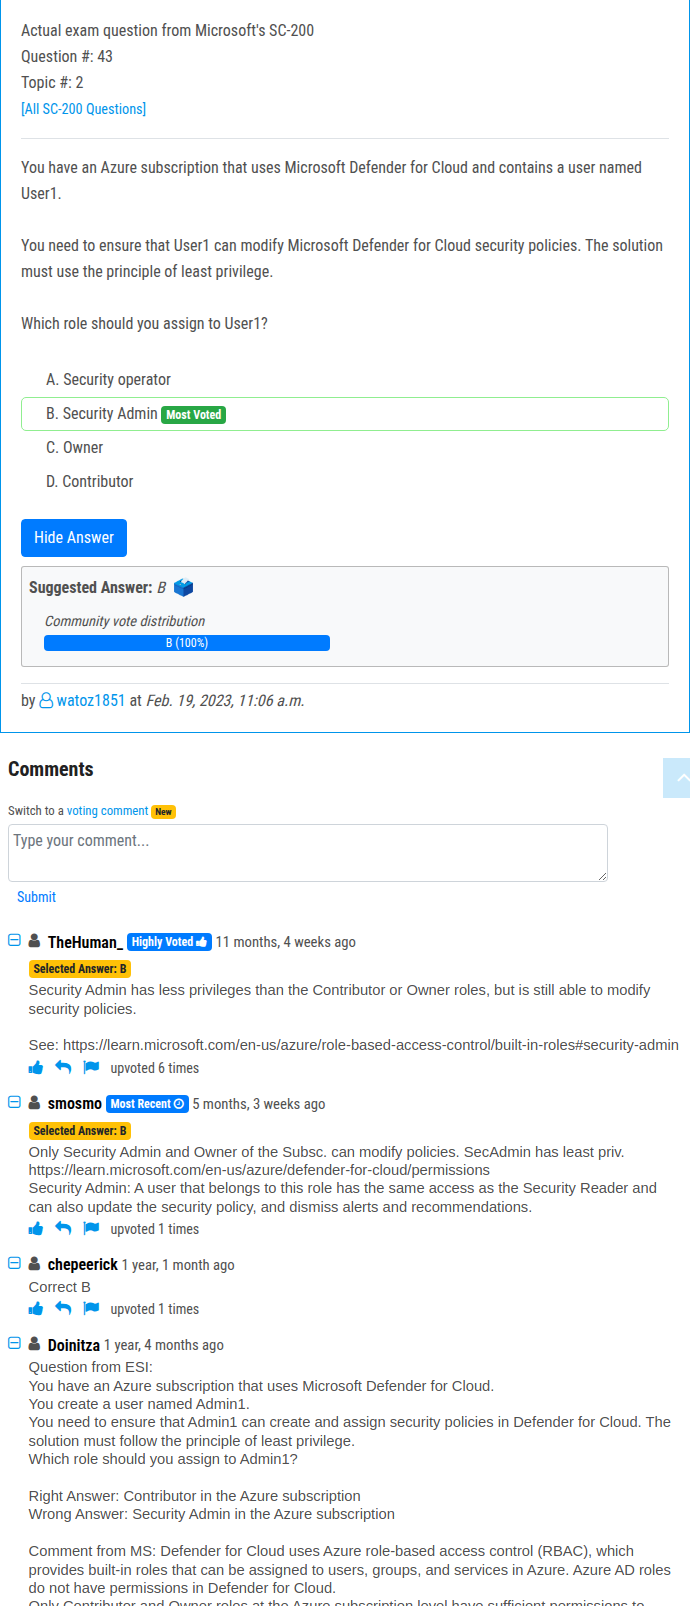 Actual exam question from Microsoft's SC-200
Question #: 43
Topic #: 2
[All SC-200 Questions]
You have an Azure subscription that uses Microsoft Defender for Cloud and contains a user named
User1.
You need to ensure that User1 can modify Microsoft Defender for Cloud security policies. The solution
must use the principle of least privilege.
Which role should you assign to User1?
A. Security operator
B. Security Admin Most Voted
C. Owner
D. Contributor
Hide Answer
Suggested Answer: B
Community vote distribution
B (100%)
by watoz1851 at Feb. 19, 2023, 11:06 a.m.
Comments
Switch to a voting comment New
Type your comment...
Submit
TheHuman_ Highly Voted 11 months, 4 weeks ago
Selected Answer: B
Security Admin has less privileges than the Contributor or Owner roles, but is still able to modify
security policies.
See: https://learn.microsoft.com/en-us/azure/role-based-access-control/built-in-roles#security-admin
upvoted 6 times
smosmo Most Recent 5 months, 3 weeks ago
Selected Answer: B
Only Security Admin and Owner of the Subsc. can modify policies. SecAdmin has least priv.
https://learn.microsoft.com/en-us/azure/defender-for-cloud/permissions
Security Admin: A user that belongs to this role has the same access as the Security Reader and
can also update the security policy, and dismiss alerts and recommendations.
upvoted 1 times
chepeerick 1 year, 1 month ago
Correct B
upvoted 1 times
Doinitza 1 year, 4 months ago
Question from ESI:
You have an Azure subscription that uses Microsoft Defender for Cloud.
You create a user named Admin1.
You need to ensure that Admin1 can create and assign security policies in Defender for Cloud. The
solution must follow the principle of least privilege.
Which role should you assign to Admin1?
Right Answer: Contributor in the Azure subscription
Wrong Answer: Security Admin in the Azure subscription
Comment from MS: Defender for Cloud uses Azure role-based access control (RBAC), which
provides built-in roles that can be assigned to users, groups, and services in Azure. Azure AD roles
do not have permissions in Defender for Cloud.
Only Contributor and Owner roles at the Azure subscription level have sufficient permissions to